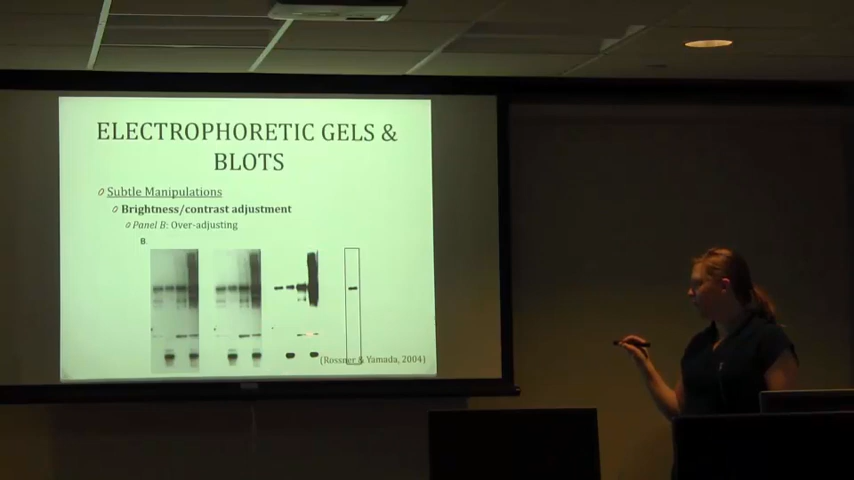 ELECTROPHORETIC GELS &
BLOTS
Subtle Manipulations
Brightness/contrast adjustment
Panel B: Over-adjusting
B.
(Rossner & Yamada, 2004)